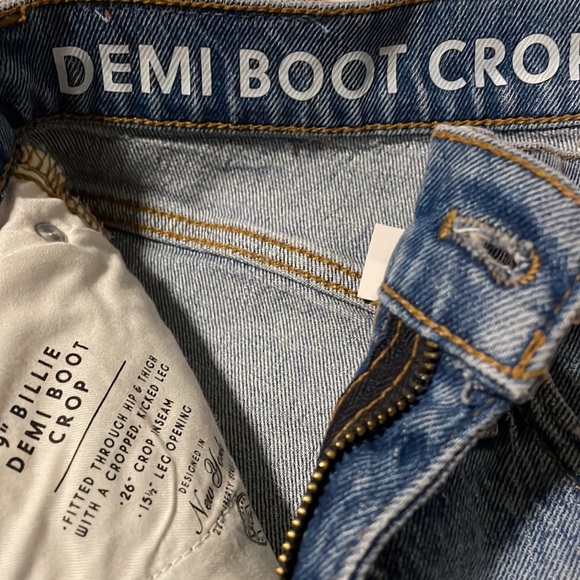 DEMI BOOT CROP
9" BILLIE
DEMI BOOT
CROP
•FITTED THROUGH HIP & THIGH
WITH A CROPPED, KICKED LEG
•26" CROP INSEAM
•15½" LEG OPENING
DESIGNED IN
New York